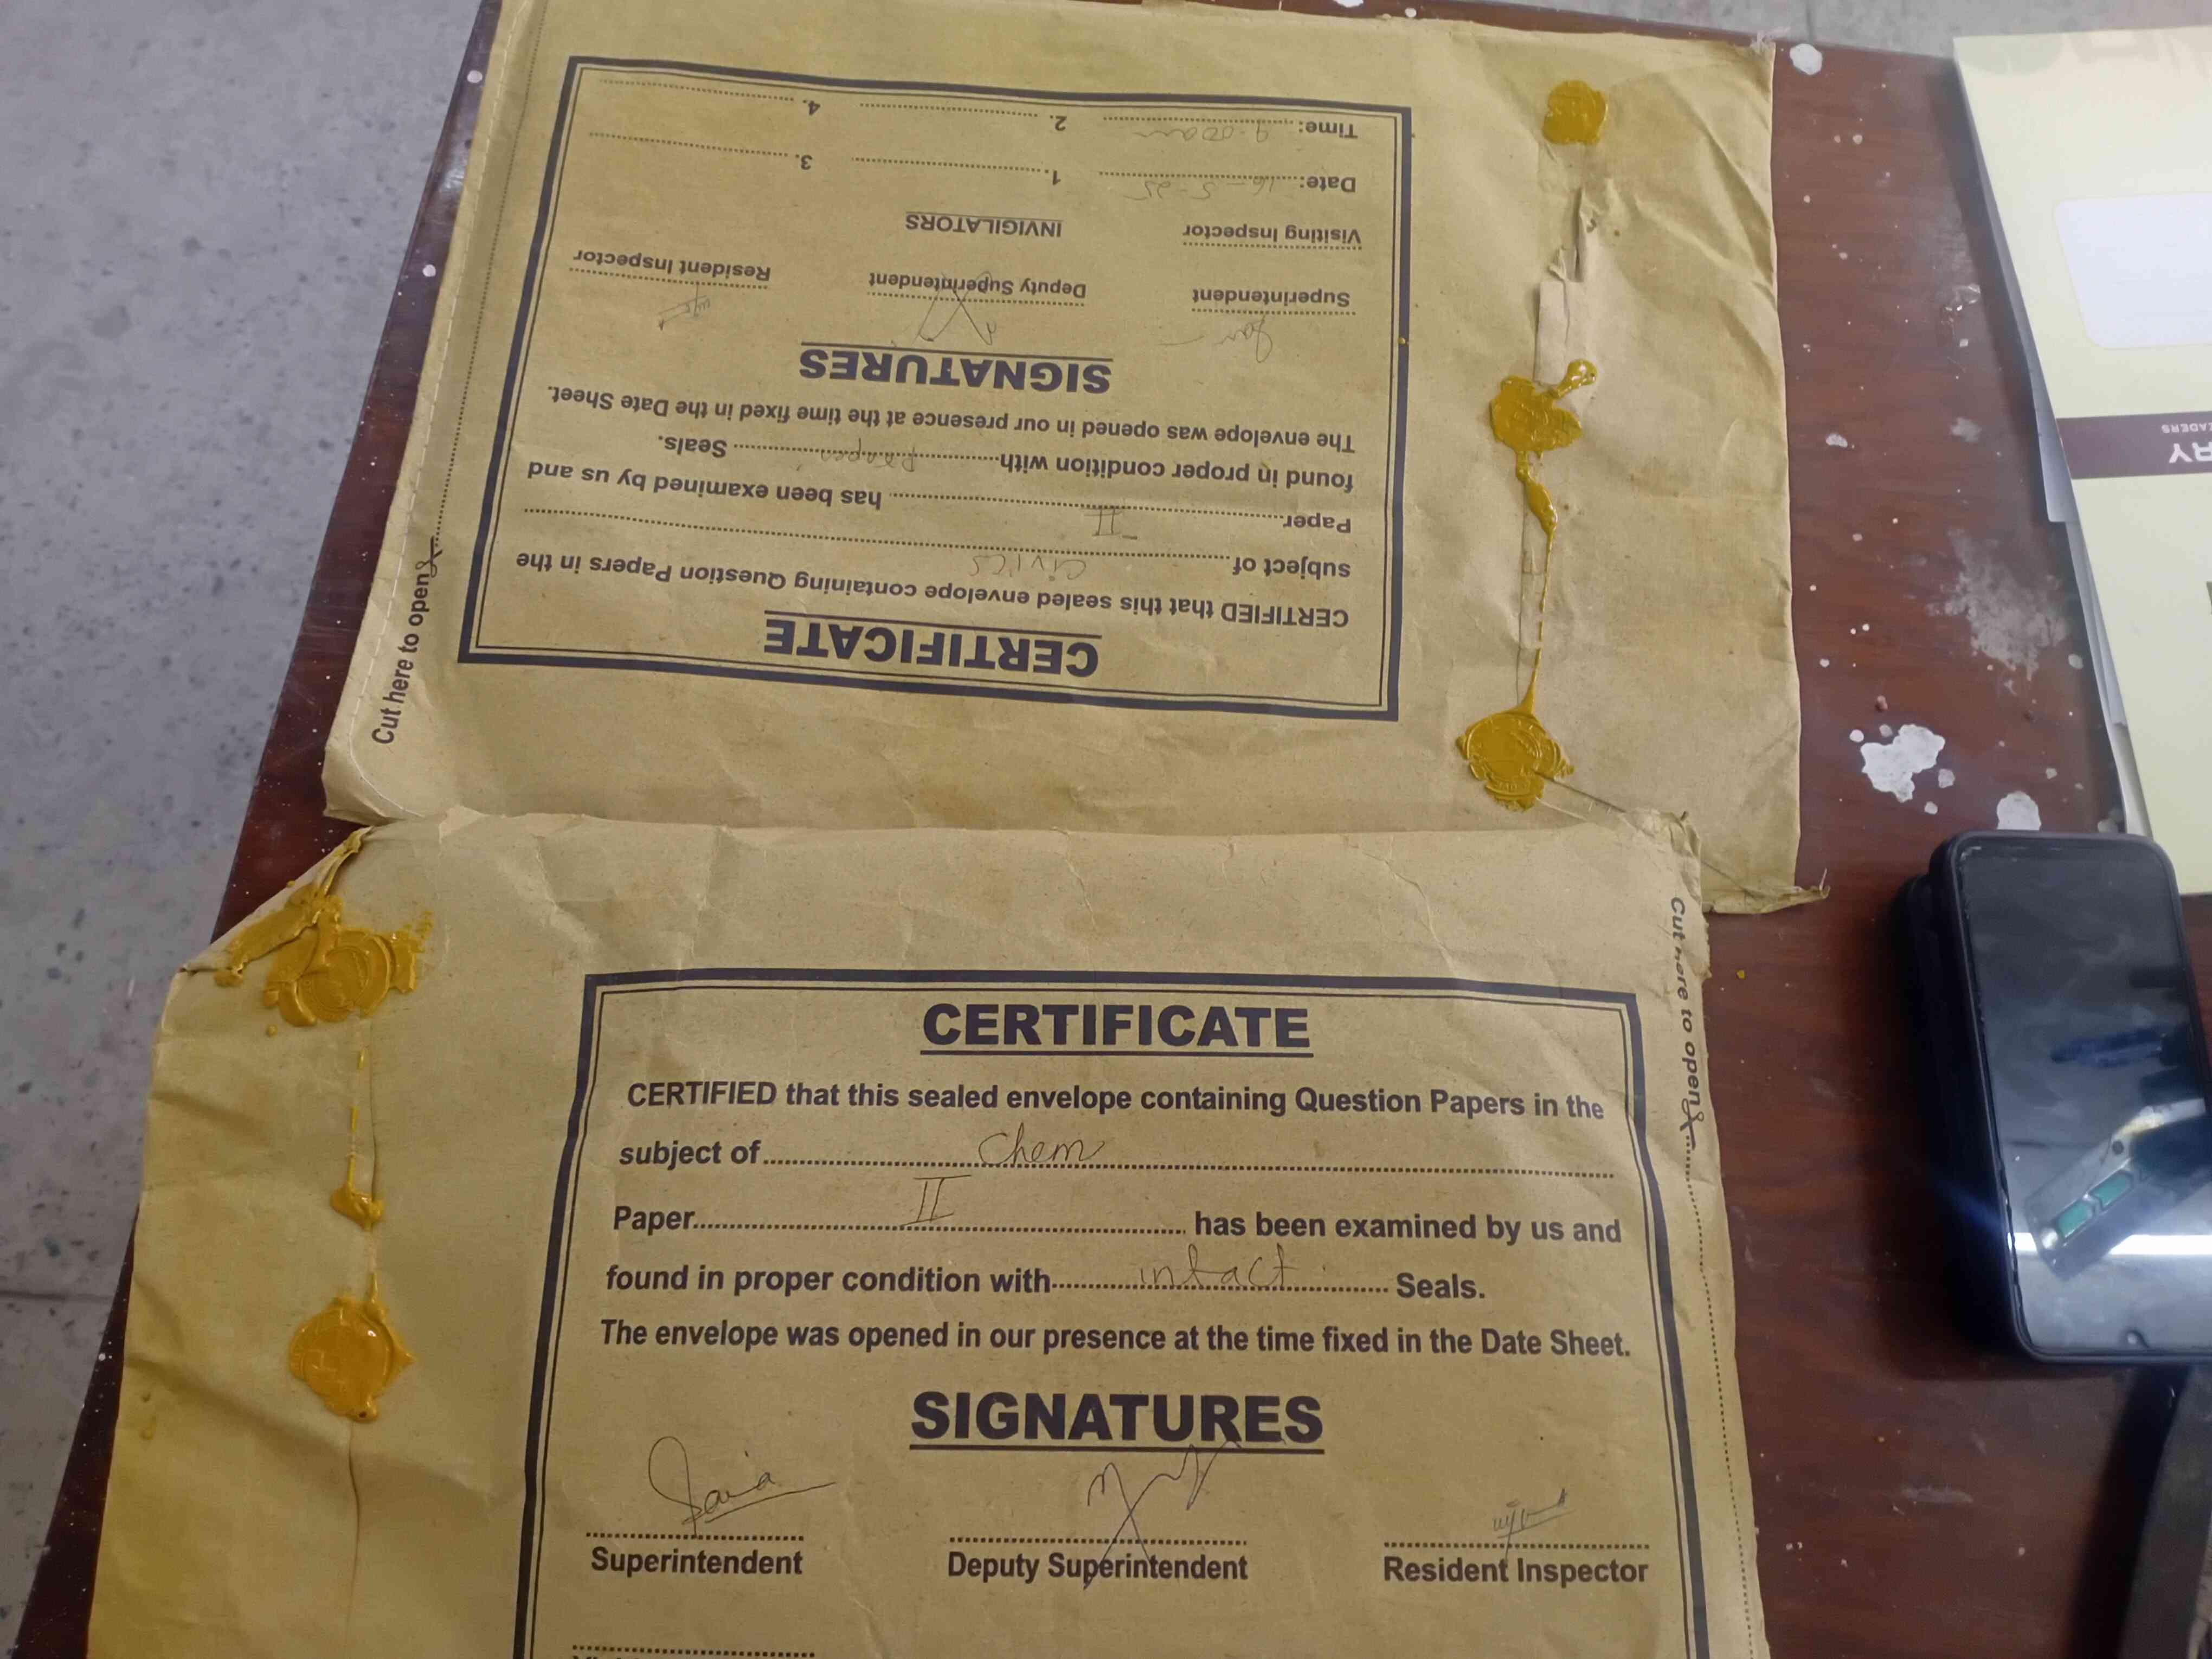 Cut here to open
CERTIFICATE
CERTIFIED that this sealed envelope containing Question Papers in the
subject of Civics
Paper II has been examined by us and
found in proper condition with Proper Seals.
The envelope was opened in our presence at the time fixed in the Date Sheet.
SIGNATURES
Superintendent Deputy Superintendent Resident Inspector
Visiting Inspector INVIGILATORS
Date: 16-5-25 1. 3.
Time: 9.00am 2. 4.
Cut here to open
CERTIFICATE
CERTIFIED that this sealed envelope containing Question Papers in the
subject of Chem
Paper II has been examined by us and
found in proper condition with intact Seals.
The envelope was opened in our presence at the time fixed in the Date Sheet.
SIGNATURES
Superintendent Deputy Superintendent Resident Inspector